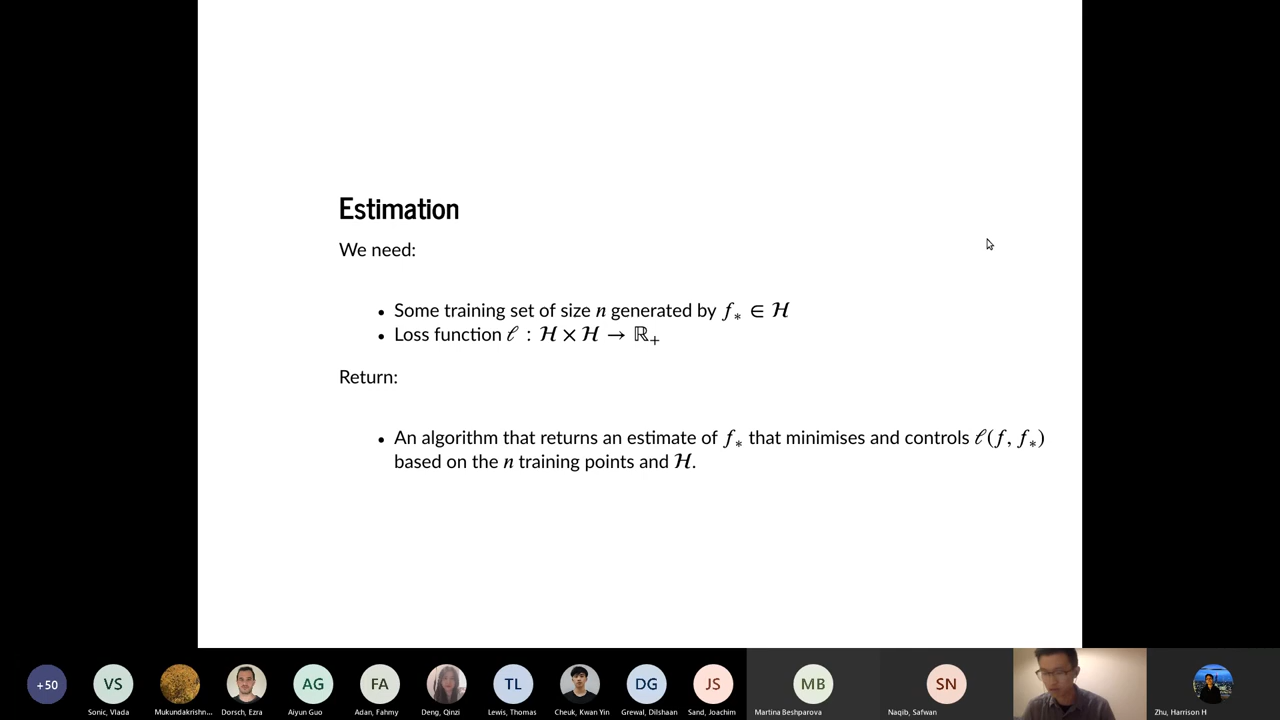 Estimation
We need:
• Some training set of size n generated by f∗ ∈ ℋ
• Loss function ℓ : ℋ × ℋ → ℝ₊
Return:
• An algorithm that returns an estimate of f∗ that minimises and controls ℓ(f, f∗)
based on the n training points and ℋ.
+50
VS
AG
FA
TL
DG
JS
MB
SN
Sonic, Vlada
Mukundakrishn...
Dorsch, Ezra
Aiyun Guo
Adan, Fahmy
Deng, Qinzi
Lewis, Thomas
Cheuk, Kwan Yin
Grewal, Dilshaan
Sand, Joachim
Martina Beshparova
Naqib, Safwan
Zhu, Harrison H